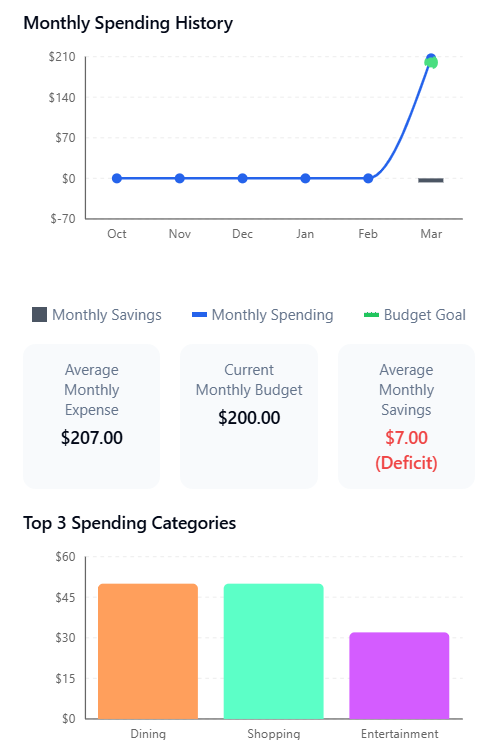 Monthly Spending History
$210
$140
$70
$0
$-70
Oct Nov Dec Jan Feb Mar
Monthly Savings Monthly Spending Budget Goal
Average
Monthly
Expense
$207.00
Current
Monthly Budget
$200.00
Average
Monthly
Savings
$7.00
(Deficit)
Top 3 Spending Categories
$60
$45
$30
$15
$0
Dining Shopping Entertainment